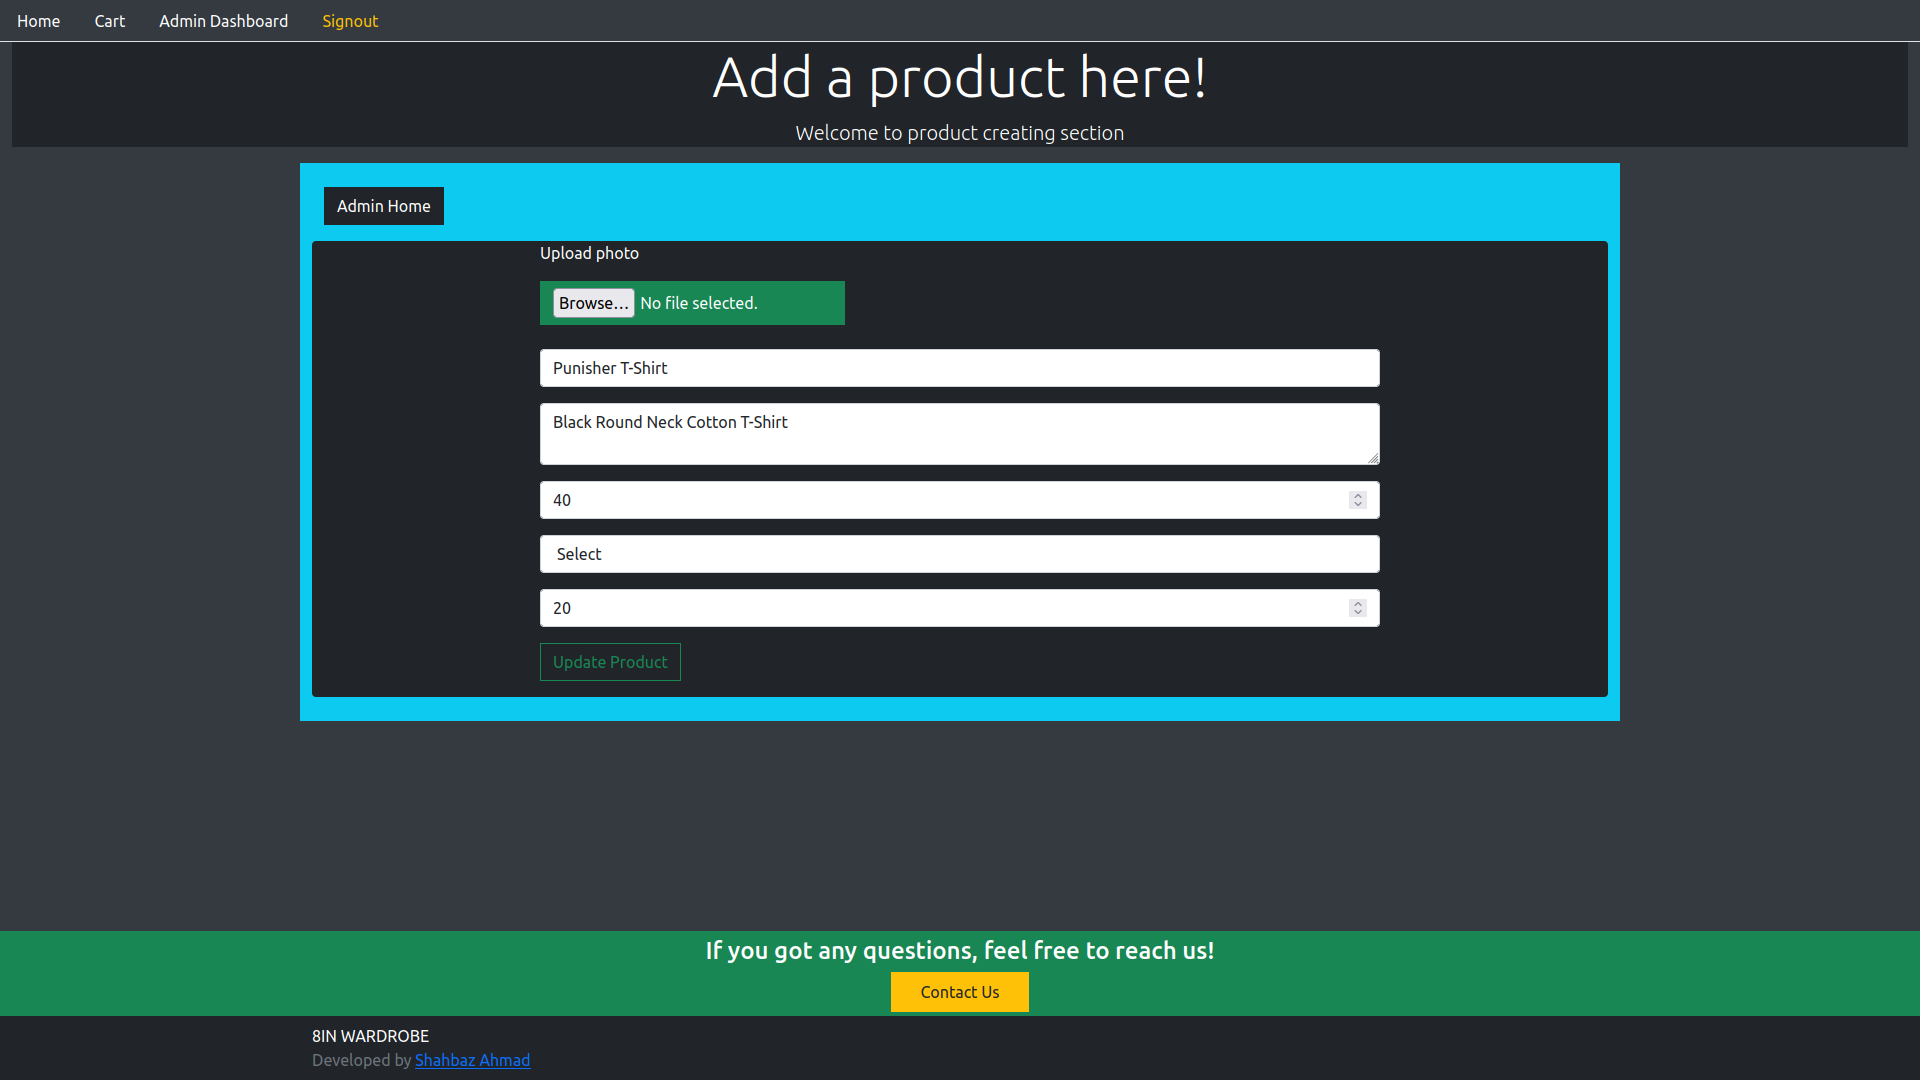 Home Cart Admin Dashboard Signout
Add a product here!
Welcome to product creating section
Admin Home
Upload photo
Browse… No file selected.
Punisher T-Shirt
Black Round Neck Cotton T-Shirt
40
Select
20
Update Product
If you got any questions, feel free to reach us!
Contact Us
8IN WARDROBE
Developed by Shahbaz Ahmad